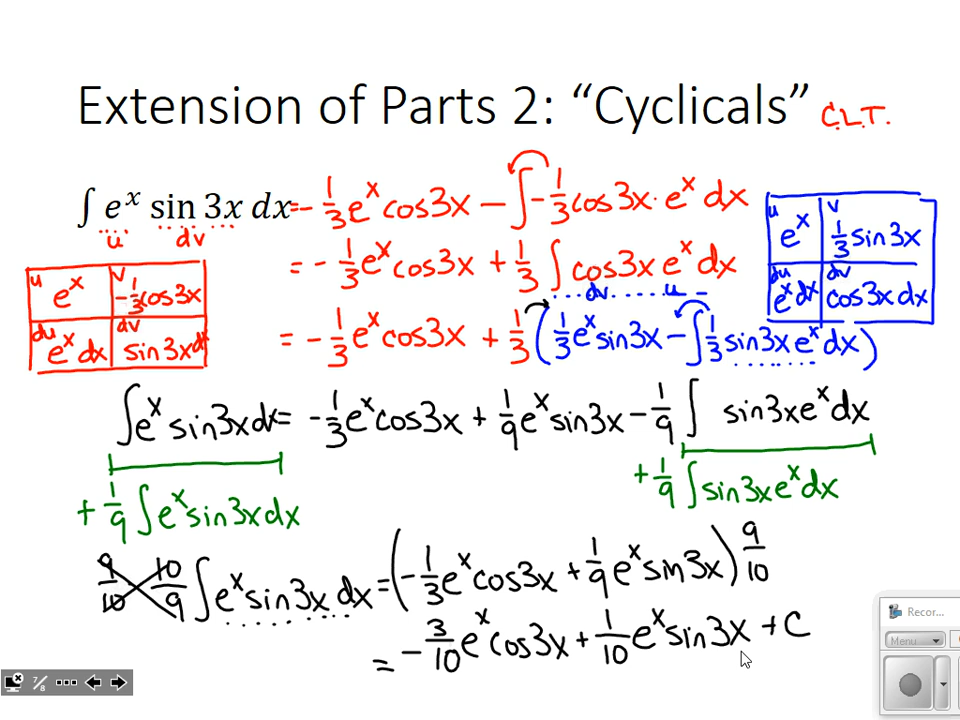 Extension of Parts 2: “Cyclicals” C.L.T.
∫ e^x sin 3x dx = -1/3 e^x cos3x - ∫ -1/3 cos3x · e^x dx
u dv
= -1/3 e^x cos3x + 1/3 ∫ cos3x e^x dx
dv u
= -1/3 e^x cos3x + 1/3 (1/3 e^x sin3x - ∫ 1/3 sin3x e^x dx)
u e^x v -1/3 cos3x
du e^x dx dv sin3x dx
u e^x v 1/3 sin3x
du e^x dx dv cos3x dx
∫ e^x sin3x dx = -1/3 e^x cos3x + 1/9 e^x sin3x - 1/9 ∫ sin3x e^x dx
+ 1/9 ∫ e^x sin3x dx + 1/9 ∫ sin3x e^x dx
9/10 10/9 ∫ e^x sin3x dx = (-1/3 e^x cos3x + 1/9 e^x sin3x) 9/10
= -3/10 e^x cos3x + 1/10 e^x sin3x + C
Recor...
Menu
7/8